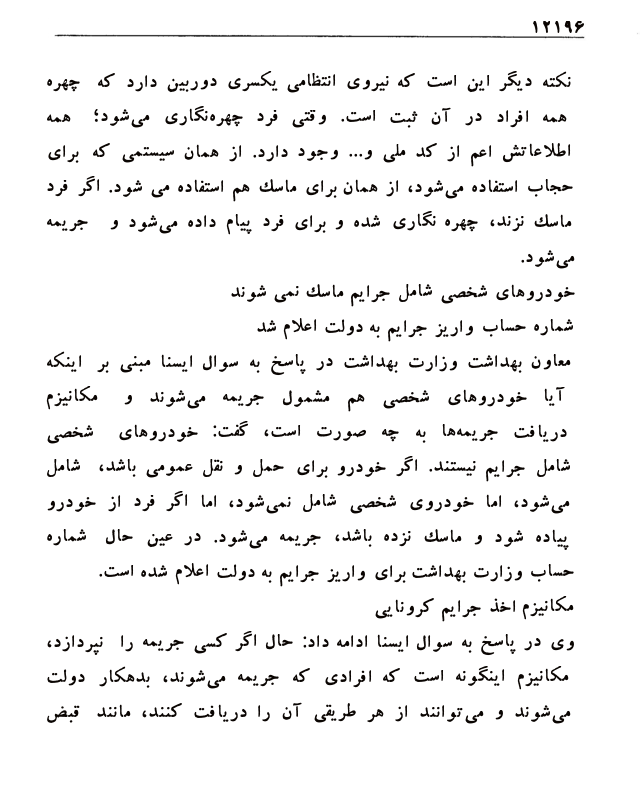 ۱۲۱۹۶
نکته دیگر این است که نیروی انتظامی یکسری دوربین دارد که چهره
همه افراد در آن ثبت است. وقتی فرد چهره‌نگاری می‌شود؛ همه
اطلاعاتش اعم از کد ملی و... وجود دارد. از همان سیستمی که برای
حجاب استفاده می‌شود، از همان برای ماسك هم استفاده می شود. اگر فرد
ماسك نزند، چهره نگاری شده و برای فرد پیام داده می‌شود و جریمه
می‌شود.
خودروهای شخصی شامل جرایم ماسك نمی شوند
شماره حساب واریز جرایم به دولت اعلام شد
معاون بهداشت وزارت بهداشت در پاسخ به سوال ایسنا مبنی بر اینکه
آیا خودروهای شخصی هم مشمول جریمه می‌شوند و مکانیزم
دریافت جریمه‌ها به چه صورت است، گفت: خودروهای شخصی
شامل جرایم نیستند. اگر خودرو برای حمل و نقل عمومی باشد، شامل
می‌شود، اما خودروی شخصی شامل نمی‌شود، اما اگر فرد از خودرو
پیاده شود و ماسك نزده باشد، جریمه می‌شود. در عین حال شماره
حساب وزارت بهداشت برای واریز جرایم به دولت اعلام شده است.
مکانیزم اخذ جرایم کرونایی
وی در پاسخ به سوال ایسنا ادامه داد: حال اگر کسی جریمه را نپردازد،
مکانیزم اینگونه است که افرادی که جریمه می‌شوند، بدهکار دولت
می‌شوند و می‌توانند از هر طریقی آن را دریافت کنند، مانند قبض